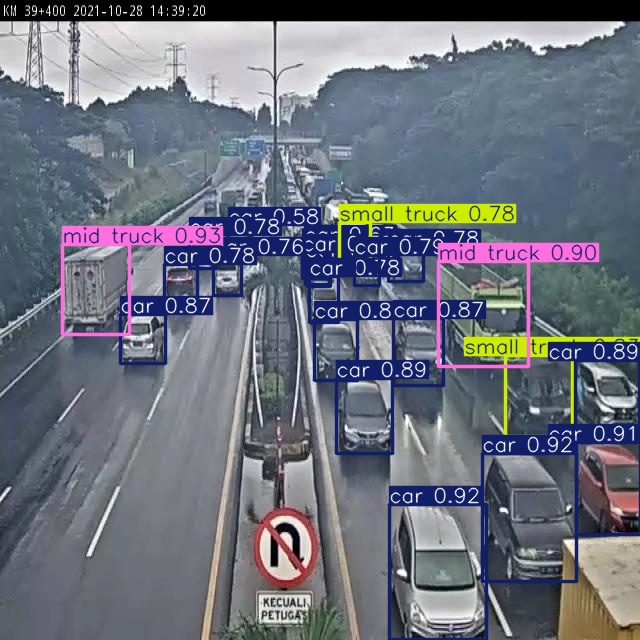 KM 39+400 2021-10-28 14:39:20
car 0.58
small truck 0.78
0.78
mid truck 0.93
0.76
car
car 0.79
0.78
car 0.78
0.78
mid truck 0.90
car 0.87
car 0.8
car 0.87
small tr
car 0.89
car 0.89
car 0.92
0.91
car 0.92
KECUALI
PETUGAS